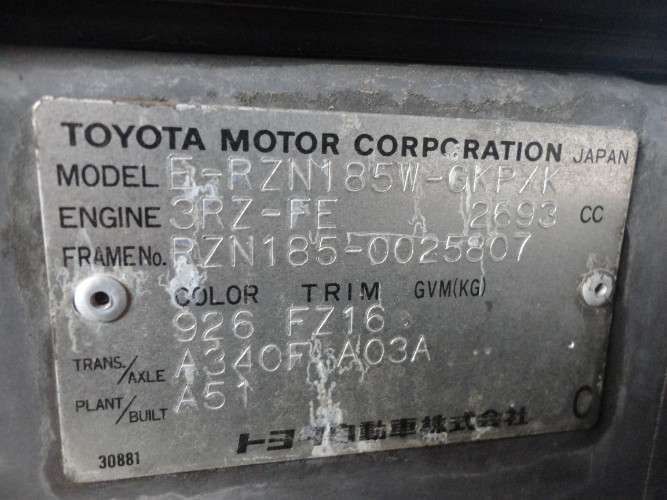 TOYOTA MOTOR CORPORATION JAPAN
MODEL E-RZN185W-GKPZK
ENGINE 3RZ-FE 2693 CC
FRAME No. RZN185-0025807
COLOR TRIM GVM(KG)
926 FZ16
TRANS./AXLE A340F A03A
PLANT/BUILT A51
トヨタ自動車株式会社 C
30881